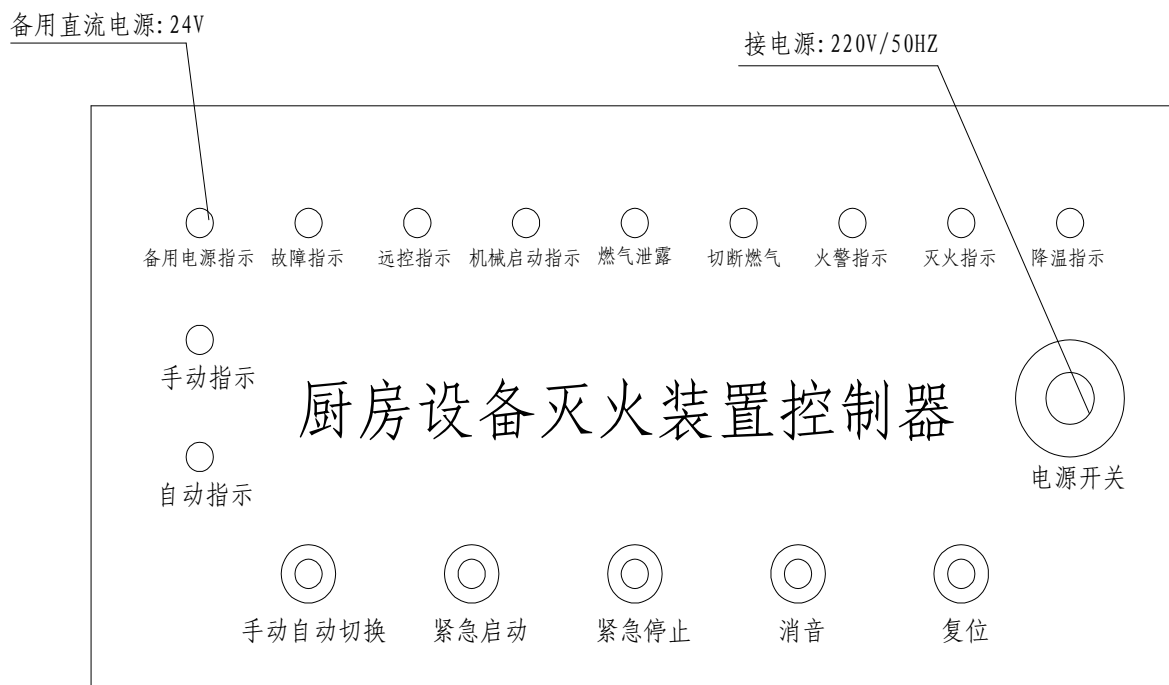 备用直流电源:24V
接电源:220V/50HZ
备用电源指示 故障指示 远控指示 机械启动指示 燃气泄露 切断燃气 火警指示 灭火指示 降温指示
手动指示
厨房设备灭火装置控制器
电源开关
自动指示
手动自动切换 紧急启动 紧急停止 消音 复位